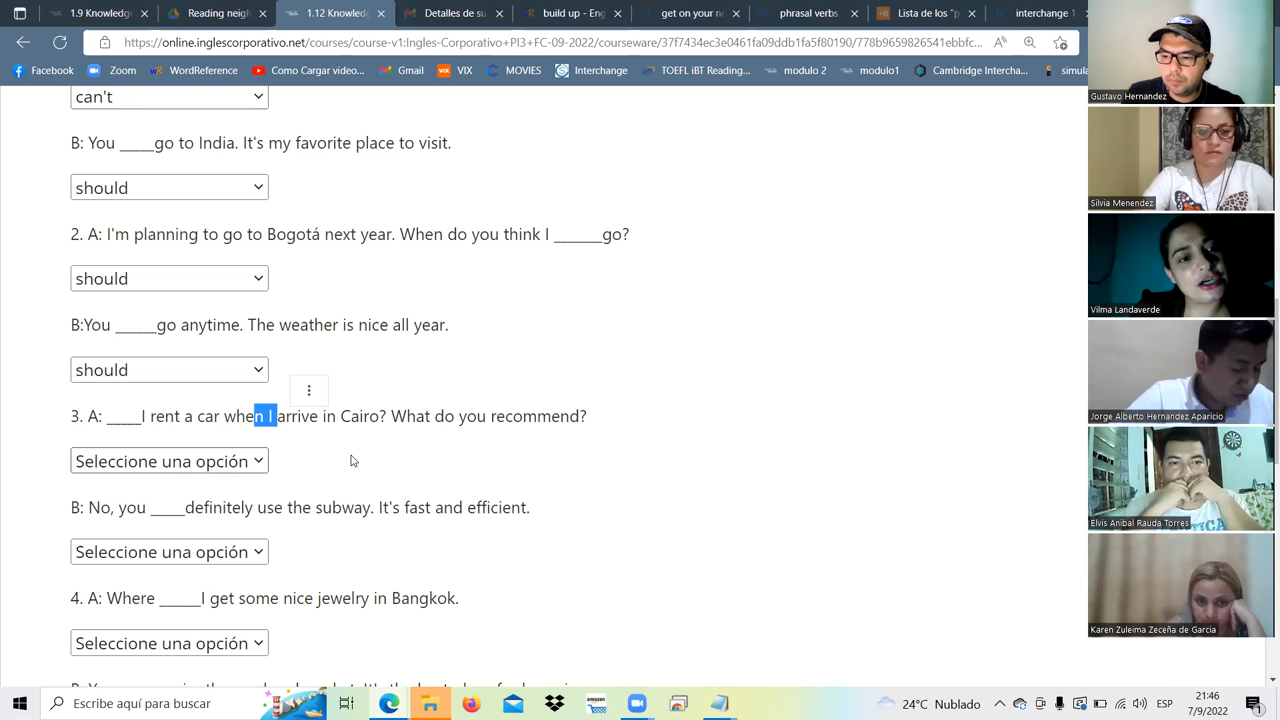 1.9 Knowledge
Reading neigh
1.12 Knowledge
Detalles de su
build up - Eng
get on your ne
phrasal verbs
Lista de los "p
interchange 1
https://online.inglescorporativo.net/courses/course-v1:Ingles-Corporativo+PI3+FC-09-2022/courseware/37f7434ec3e0461fa09ddb1fa5f80190/778b9659826541ebbfc...
Facebook
Zoom
WordReference
Como Cargar video...
Gmail
VIX
MOVIES
Interchange
TOEFL iBT Reading...
modulo 2
modulo1
Cambridge Intercha...
simula
can't
B: You _____go to India. It's my favorite place to visit.
should
2. A: I'm planning to go to Bogotá next year. When do you think I _______go?
should
B:You ______go anytime. The weather is nice all year.
should
3. A: _____I rent a car when I arrive in Cairo? What do you recommend?
Seleccione una opción
B: No, you _____definitely use the subway. It's fast and efficient.
Seleccione una opción
4. A: Where ______I get some nice jewelry in Bangkok.
Seleccione una opción
Gustavo Hernandez
Silvia Menendez
Vilma Landaverde
Jorge Alberto Hernández Aparicio
Elvis Anibal Rauda Torres
Karen Zuleima Zeceña de Garcia
Escribe aquí para buscar
24°C Nublado
ESP
21:46
7/9/2022